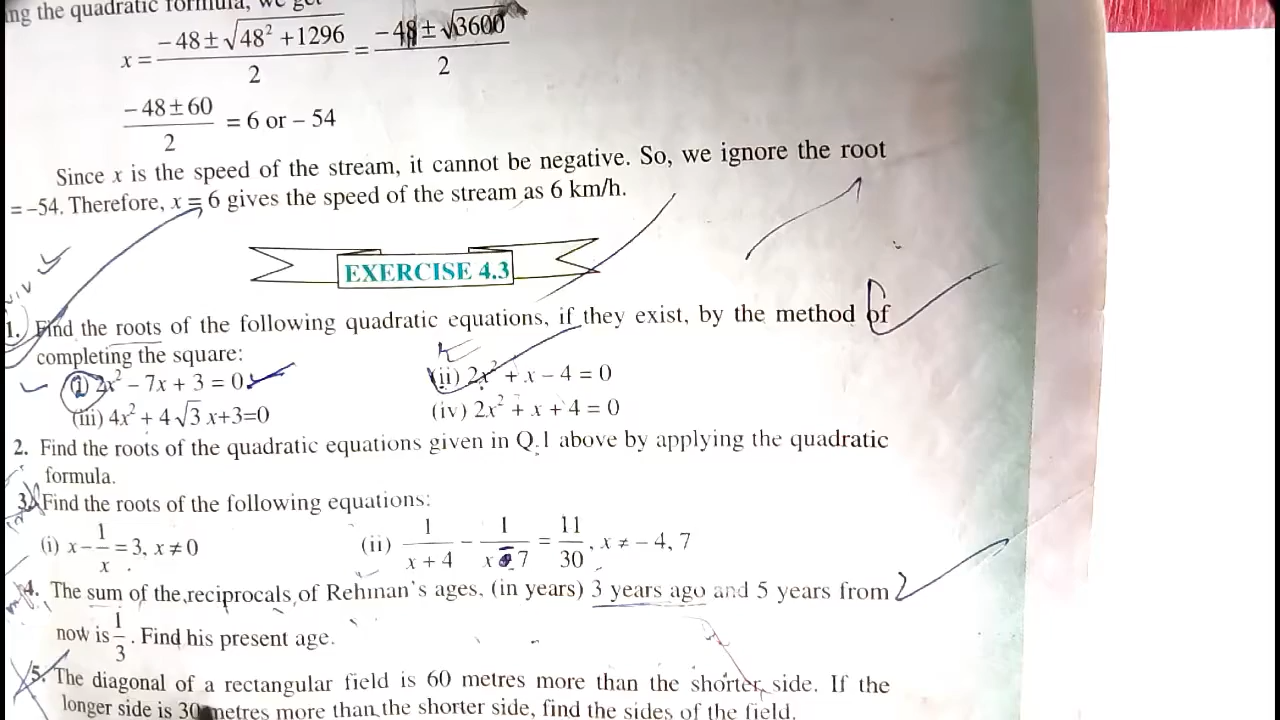 ng the quadratic formula, we get
x = (−48 ± √(48² + 1296))/2 = (−48 ± √3600)/2
(−48 ± 60)/2 = 6 or − 54
Since x is the speed of the stream, it cannot be negative. So, we ignore the root
= −54. Therefore, x = 6 gives the speed of the stream as 6 km/h.
EXERCISE 4.3
1. Find the roots of the following quadratic equations, if they exist, by the method of
completing the square:
(i) 2x² − 7x + 3 = 0 (ii) 2x² + x − 4 = 0
(iii) 4x² + 4√3 x+3=0 (iv) 2x² + x + 4 = 0
2. Find the roots of the quadratic equations given in Q.1 above by applying the quadratic
formula.
3. Find the roots of the following equations:
(i) x − 1/x = 3, x ≠ 0 (ii) 1/(x + 4) − 1/(x − 7) = 11/30, x ≠ − 4, 7
4. The sum of the reciprocals of Rehman's ages, (in years) 3 years ago and 5 years from
now is 1/3. Find his present age.
5. The diagonal of a rectangular field is 60 metres more than the shorter side. If the
longer side is 30 metres more than the shorter side, find the sides of the field.